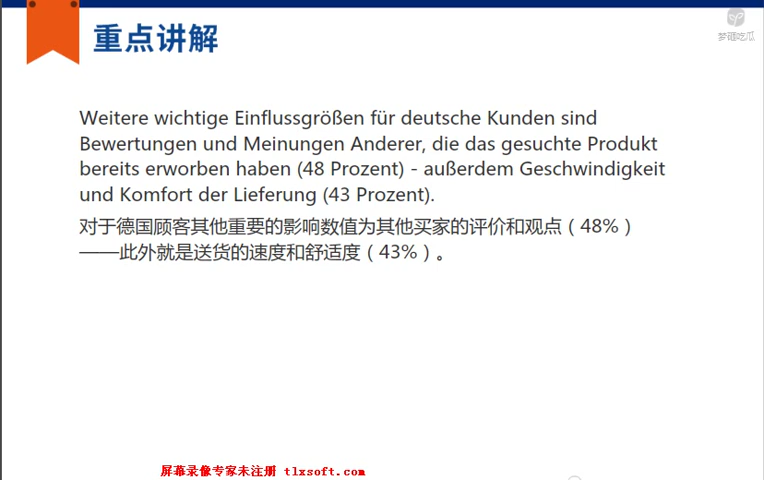 重点讲解
梦砸吃瓜
Weitere wichtige Einflussgrößen für deutsche Kunden sind
Bewertungen und Meinungen Anderer, die das gesuchte Produkt
bereits erworben haben (48 Prozent) - außerdem Geschwindigkeit
und Komfort der Lieferung (43 Prozent).
对于德国顾客其他重要的影响数值为其他买家的评价和观点（48%）
——此外就是送货的速度和舒适度（43%）。
屏幕录像专家未注册 tlxsoft.com